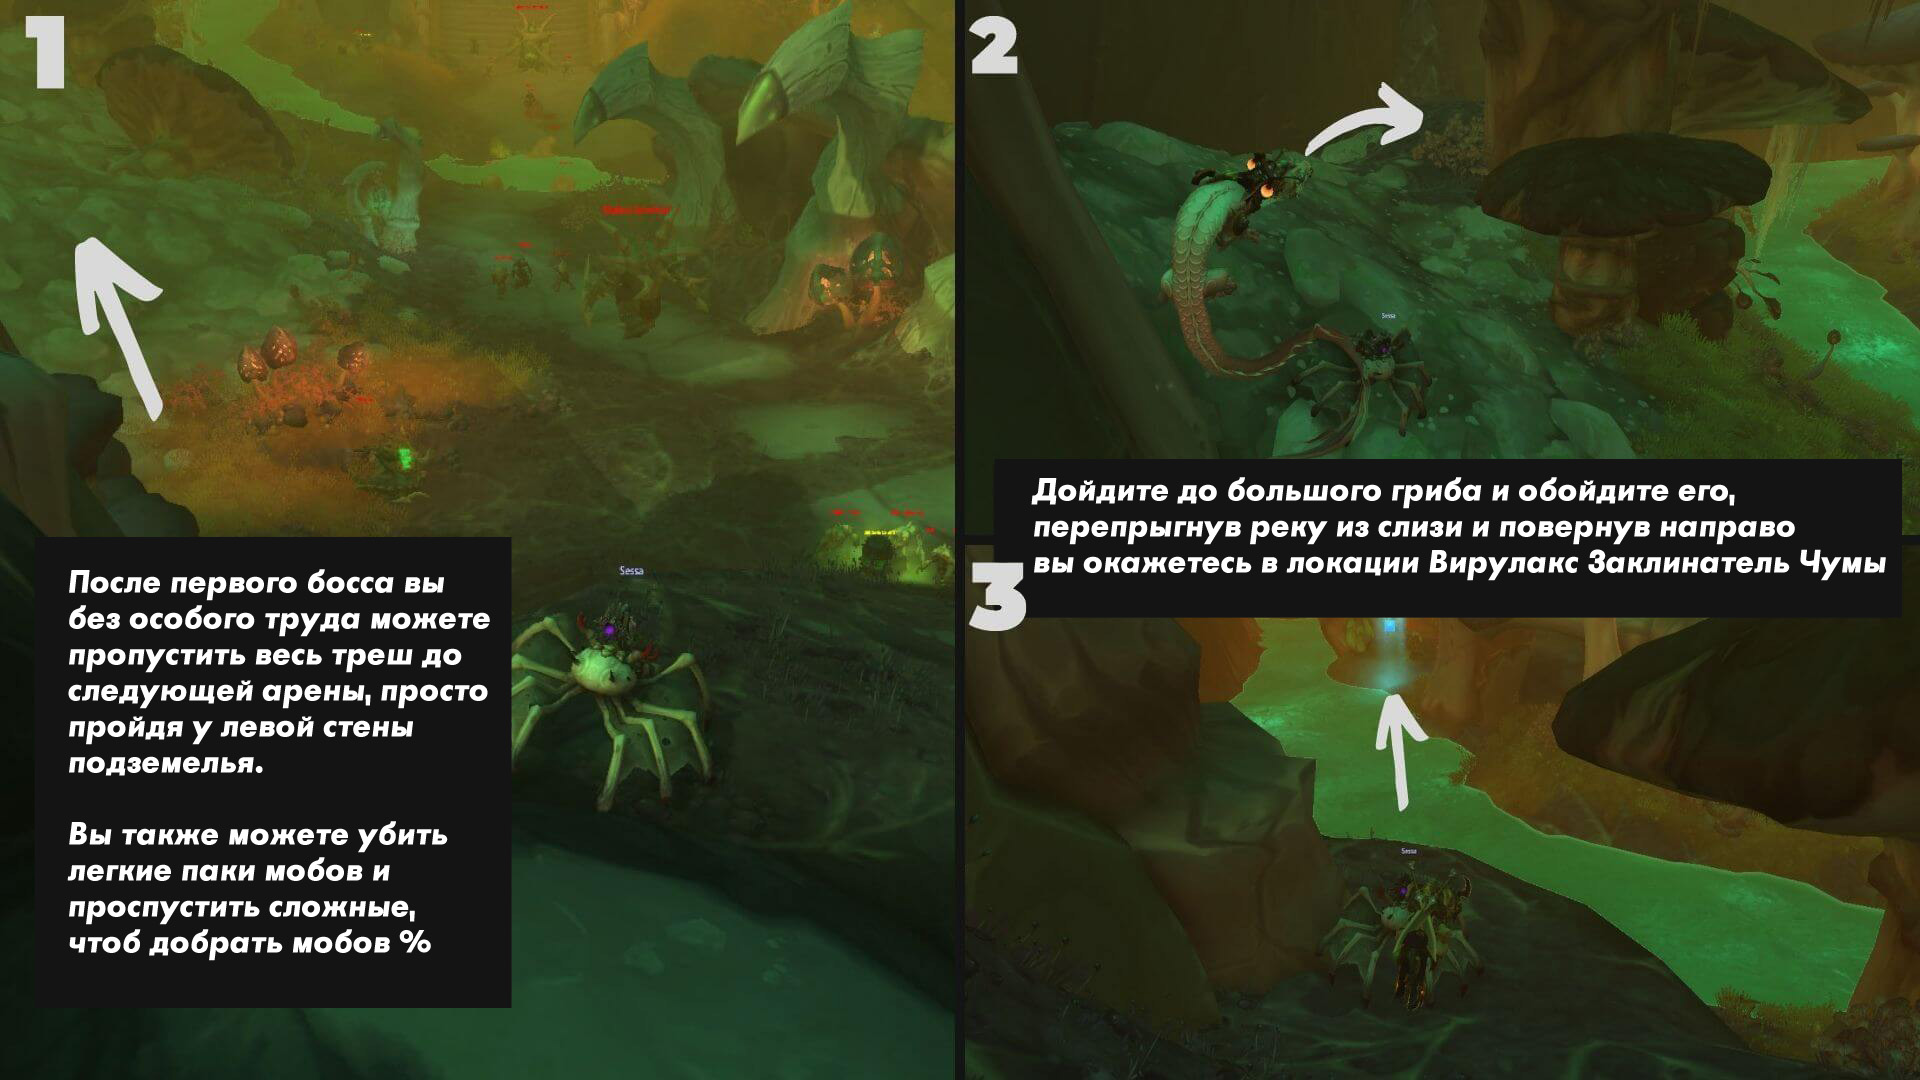 1
Sessa
После первого босса вы
без особого труда можете
пропустить весь треш до
следующей арены, просто
пройдя у левой стены
подземелья.
Вы также можете убить
легкие паки мобов и
проспустить сложные,
чтоб добрать мобов %
2
Sessa
Дойдите до большого гриба и обойдите его,
перепрыгнув реку из слизи и повернув направо
вы окажетесь в локации Вирулакс Заклинатель Чумы
3
Sessa